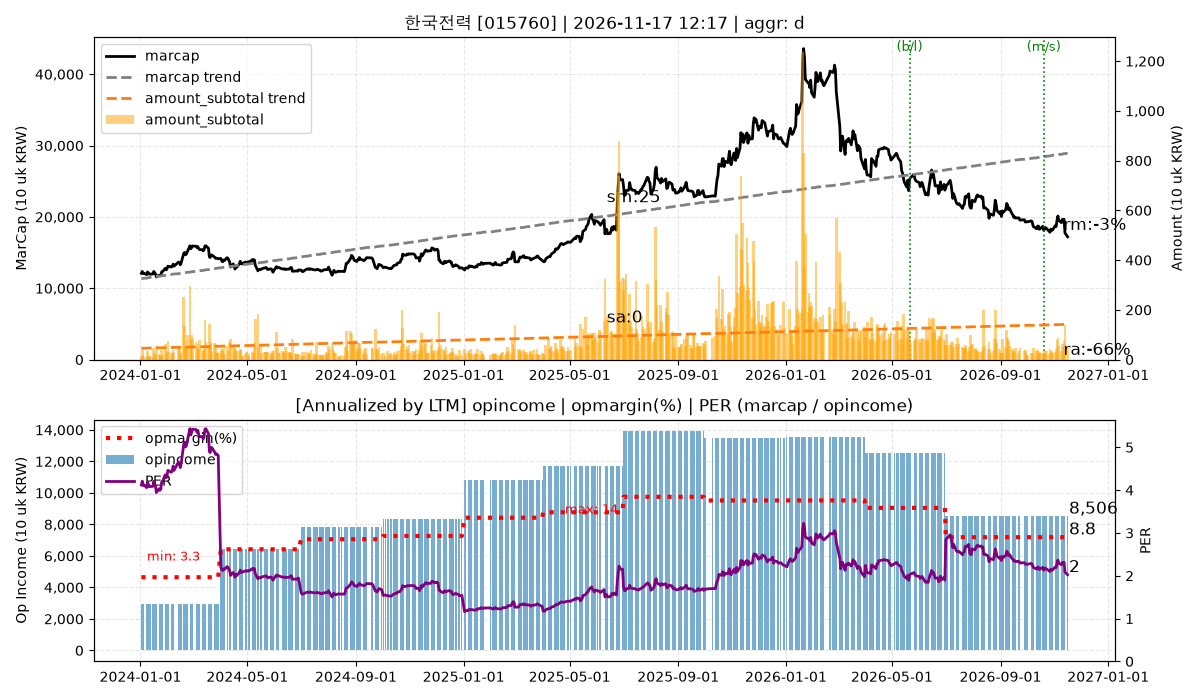 한국전력 [015760] | 2026-11-17 12:17 | aggr: d
marcap
marcap trend
amount_subtotal trend
amount_subtotal
(b/l)
(m/s)
MarCap (10 uk KRW)
40,000
30,000
20,000
10,000
0
Amount (10 uk KRW)
1,200
1,000
800
600
400
200
0
sm:25
sa:0
rm:-3%
ra:-66%
2024-01-01
2024-05-01
2024-09-01
2025-01-01
2025-05-01
2025-09-01
2026-01-01
2026-05-01
2026-09-01
2027-01-01
[Annualized by LTM] opincome | opmargin(%) | PER (marcap / opincome)
opmargin(%)
opincome
PER
Op Income (10 uk KRW)
14,000
12,000
10,000
8,000
6,000
4,000
2,000
0
PER
5
4
3
2
1
0
min: 3.3
max: 14
8,506
8.8
2
2024-01-01
2024-05-01
2024-09-01
2025-01-01
2025-05-01
2025-09-01
2026-01-01
2026-05-01
2026-09-01
2027-01-01